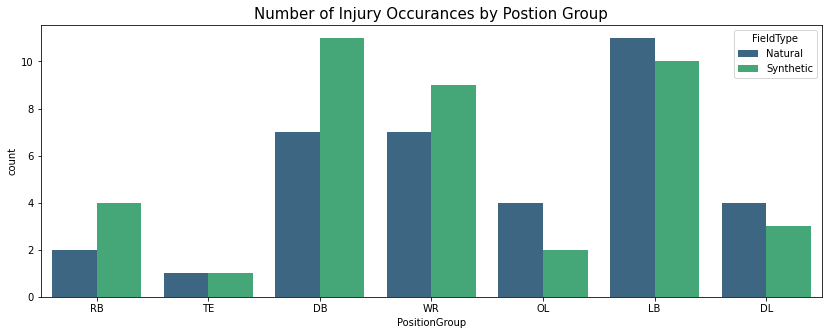 Number of Injury Occurances by Postion Group
FieldType
Natural
Synthetic
10
8
6
4
2
0
count
RB TE DB WR OL LB DL
PositionGroup